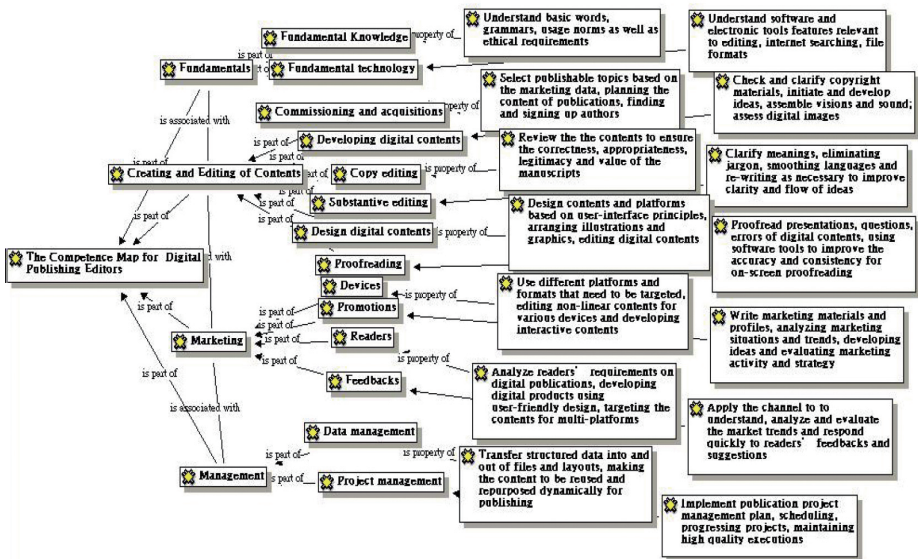 Fundamental Knowledge
property of
Understand basic words,
grammars, usage norms as well as
ethical requirements
is part of
Fundamentals
part of
Fundamental technology
Understand software and
electronic tools features relevant
to editing, internet searching, file
formats
Commissioning and acquisitions
property of
Select publishable topics based on
the marketing data, planning
the content of publications, finding
and signing up authors
is associated with
Developing digital contents
Check and clarify copyright
materials, initiate and develop
ideas, assemble visions and sound;
assess digital images
is part of
is part of
Creating and Editing of Contents
is part of
Copy editing
is property of
Review the the contents to ensure
the correctness, appropriateness,
legitimacy and value of the
manuscripts
is part of
Substantive editing
Clarify meanings, eliminating
jargon, smoothing languages and
re-writing as necessary to improve
clarity and flow of ideas
is part of
is part of
is part of
Design digital contents
is property of
Design contents and platforms
based on user-interface principles,
arranging illustrations and
graphics, editing digital contents
The Competence Map for Digital
Publishing Editors
is associated with
Proofreading
Proofread presentations, questions,
errors of digital contents, using
software tools to improve the
accuracy and consistency for
on-screen proofreading
Devices
is property of
Use different platforms and
formats that need to be targeted,
editing non-linear contents for
various devices and developing
interactive contents
is part of
is part of
Promotions
Write marketing materials and
profiles, analyzing marketing
situations and trends, developing
ideas and evaluating marketing
activity and strategy
Marketing
is part of
Readers
is property of
Analyze readers' requirements on
digital publications, developing
digital products using
user-friendly design, targeting the
contents for multi-platforms
is part of
is part of
Feedbacks
Apply the channel to to
understand, analyze and evaluate
the market trends and respond
quickly to readers' feedbacks and
suggestions
is associated with
Data management
is part of
is property of
Transfer structured data into and
out of files and layouts, making
the content to be reused and
repurposed dynamically for
publishing
Management
is part of
Project management
Implement publication project
management plan, scheduling,
progressing projects, maintaining
high quality executions